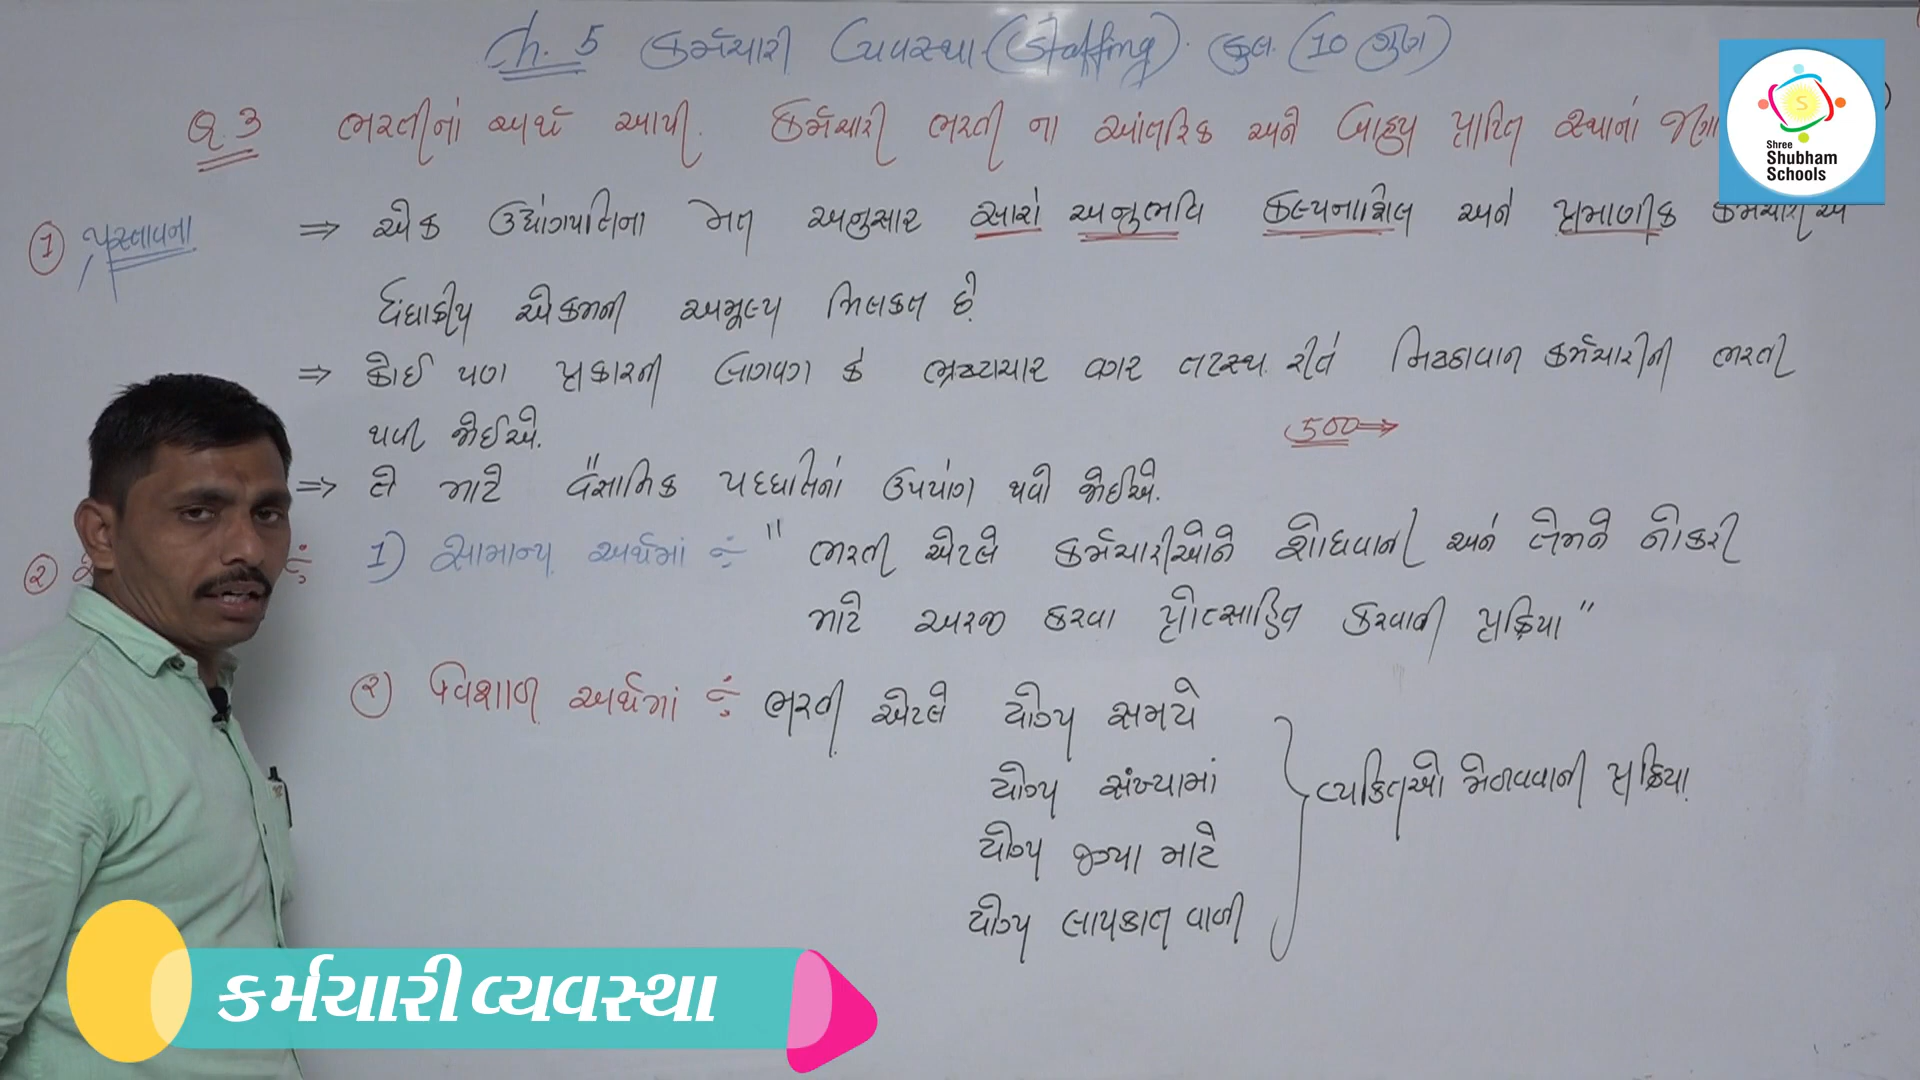 Ch. 5 કર્મચારી વ્યવસ્થા (Staffing). કુલ. (10 ગુણ)
Q.3 ભરતીનો અર્થ આપી. કર્મચારી ભરતી ના આંતરિક અને બાહ્ય પ્રાપ્તિ સ્થાનો
Shree
Shubham
Schools
① પ્રસ્તાવના ⇒ એક ઉદ્યોગપતિના મત અનુસાર સારો અનુભવિ કલ્પનાશિલ અને પ્રમાણીક કર્મચારી એ
ધંધાકીય એકમની અમૂલ્ય મિલકત છે.
⇒ કોઈ પણ પ્રકારની લાગવગ કે ભ્રષ્ટાચાર વગર તટસ્થ રીતે નિષ્ઠાવાન કર્મચારીની ભરતી
થવી જોઈએ.
500 ⇒
⇒ તે માટે વૈજ્ઞાનિક પદ્ધતિનો ઉપયોગ થવો જોઈએ.
② 1) સામાન્ય અર્થમાં ÷ " ભરતી એટલે કર્મચારીઓને શોધવાની અને તેમને નોકરી
માટે અરજી કરવા પ્રોત્સાહિત કરવાની પ્રક્રિયા "
૨) વિશાળ અર્થમાં ÷ ભરતી એટલે યોગ્ય સમયે
યોગ્ય સંખ્યામાં
વ્યકિતઓ મેળવવાની પ્રક્રિયા.
યોગ્ય જગ્યા માટે
યોગ્ય લાયકાત વાળી
કર્મચારી વ્યવસ્થા